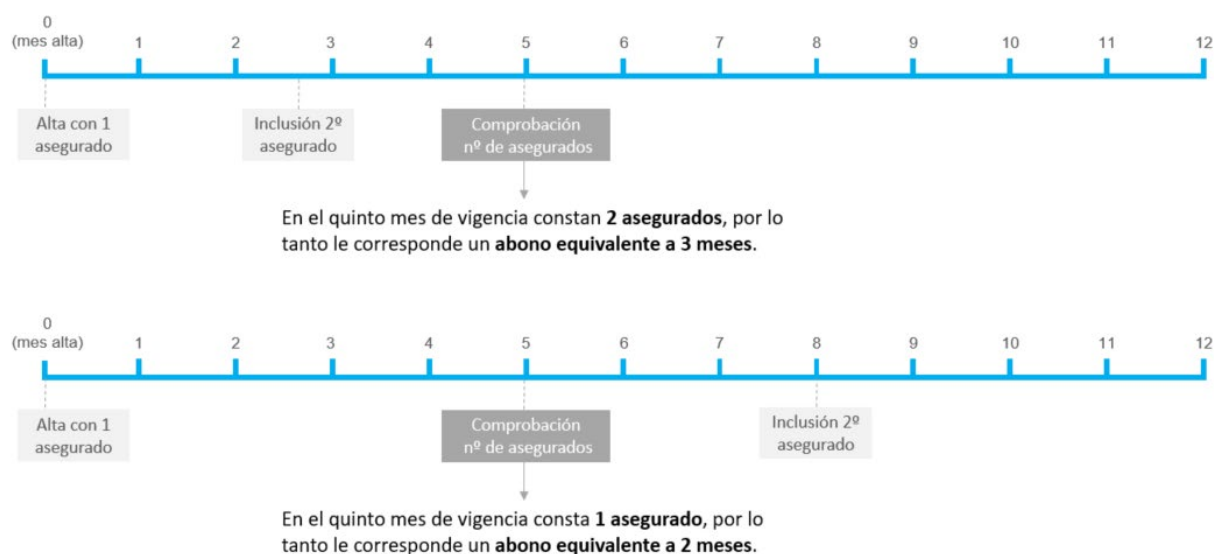 0
(mes alta) 1 2 3 4 5 6 7 8 9 10 11 12
Alta con 1
asegurado
Inclusión 2º
asegurado
Comprobación
nº de asegurados
En el quinto mes de vigencia constan 2 asegurados, por lo
tanto le corresponde un abono equivalente a 3 meses.
0
(mes alta) 1 2 3 4 5 6 7 8 9 10 11 12
Alta con 1
asegurado
Comprobación
nº de asegurados
Inclusión 2º
asegurado
En el quinto mes de vigencia consta 1 asegurado, por lo
tanto le corresponde un abono equivalente a 2 meses.